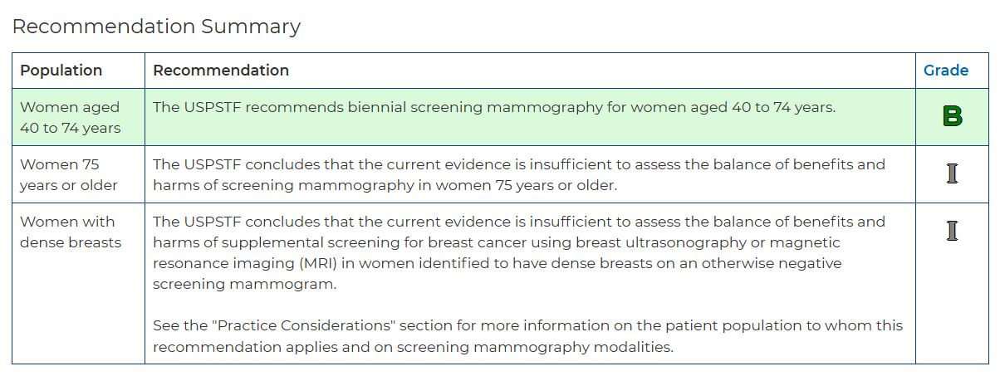 Recommendation Summary
Population Recommendation Grade
Women aged
40 to 74 years
The USPSTF recommends biennial screening mammography for women aged 40 to 74 years.
B
Women 75
years or older
The USPSTF concludes that the current evidence is insufficient to assess the balance of benefits and
harms of screening mammography in women 75 years or older.
I
Women with
dense breasts
The USPSTF concludes that the current evidence is insufficient to assess the balance of benefits and
harms of supplemental screening for breast cancer using breast ultrasonography or magnetic
resonance imaging (MRI) in women identified to have dense breasts on an otherwise negative
screening mammogram.
See the "Practice Considerations" section for more information on the patient population to whom this
recommendation applies and on screening mammography modalities.
I